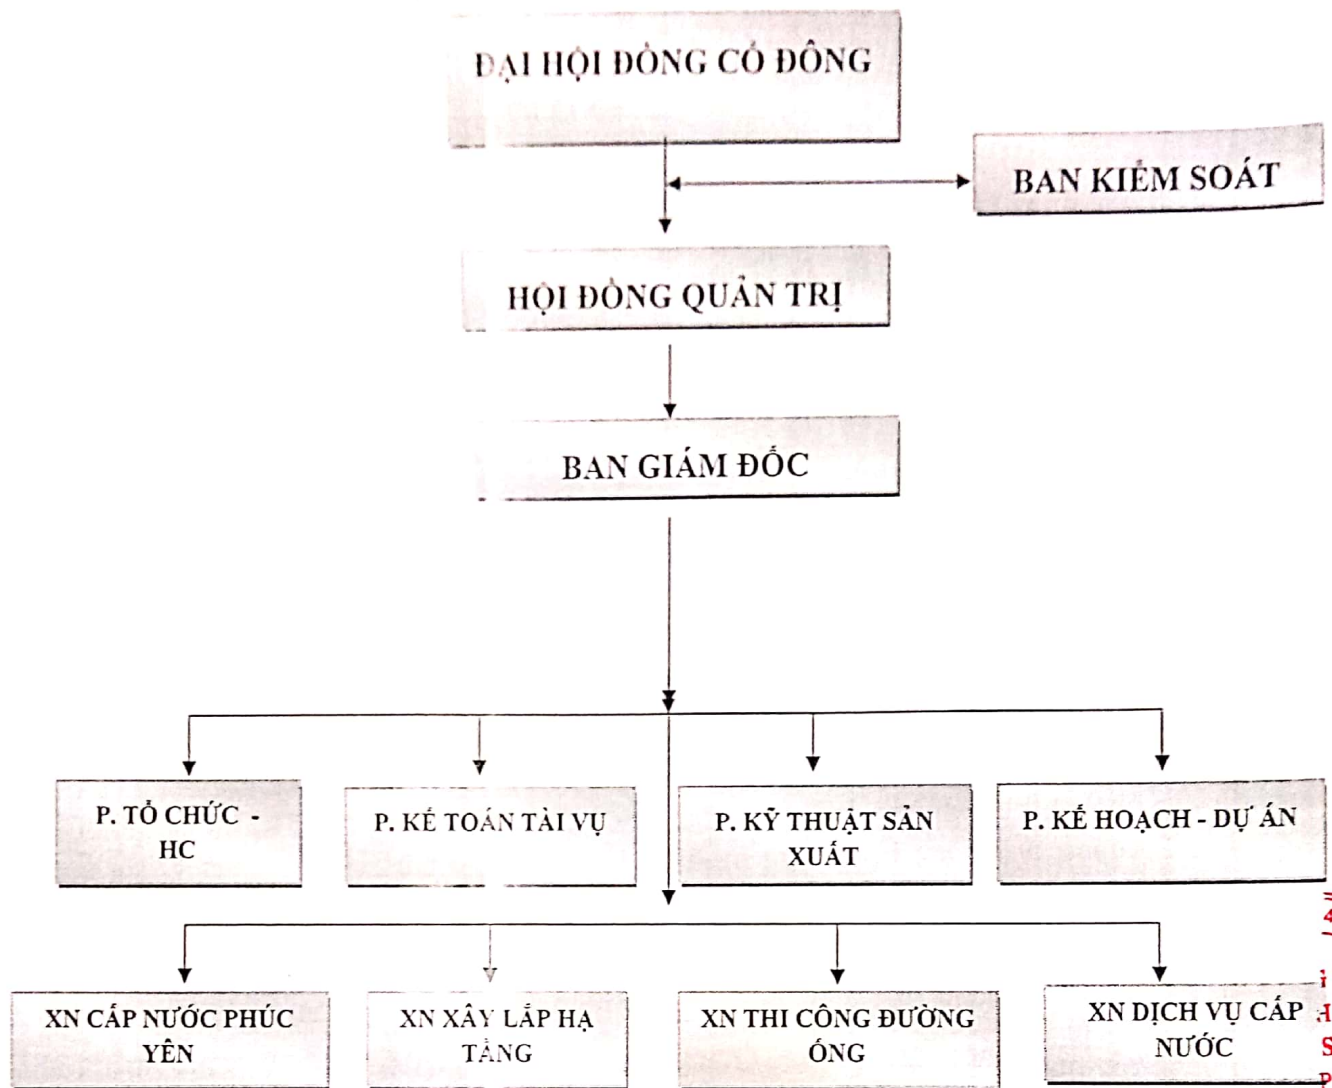 ĐẠI HỘI ĐỒNG CỔ ĐÔNG
BAN KIỂM SOÁT
HỘI ĐỒNG QUẢN TRỊ
BAN GIÁM ĐỐC
P. TỔ CHỨC -
HC
P. KẾ TOÁN TÀI VỤ
P. KỸ THUẬT SẢN
XUẤT
P. KẾ HOẠCH - DỰ ÁN
XN CẤP NƯỚC PHÚC
YÊN
XN XÂY LẮP HẠ
TẦNG
XN THI CÔNG ĐƯỜNG
ỐNG
XN DỊCH VỤ CẤP
NƯỚC